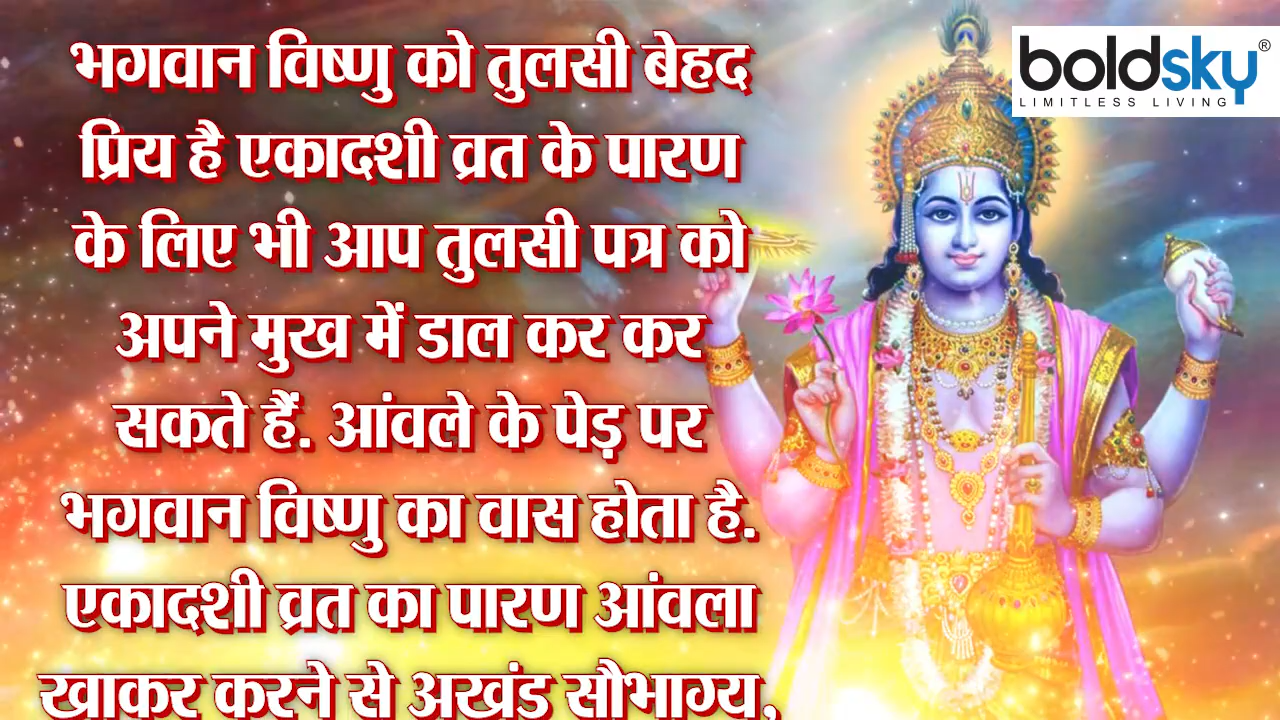 भगवान विष्णु को तुलसी बेहद
प्रिय है एकादशी व्रत के पारण
के लिए भी आप तुलसी पत्र को
अपने मुख में डाल कर कर
सकते हैं. आंवले के पेड़ पर
भगवान विष्णु का वास होता है.
एकादशी व्रत का पारण आंवला
खाकर करने से अखंड सौभाग्य,
boldsky®
LIMITLESS LIVING